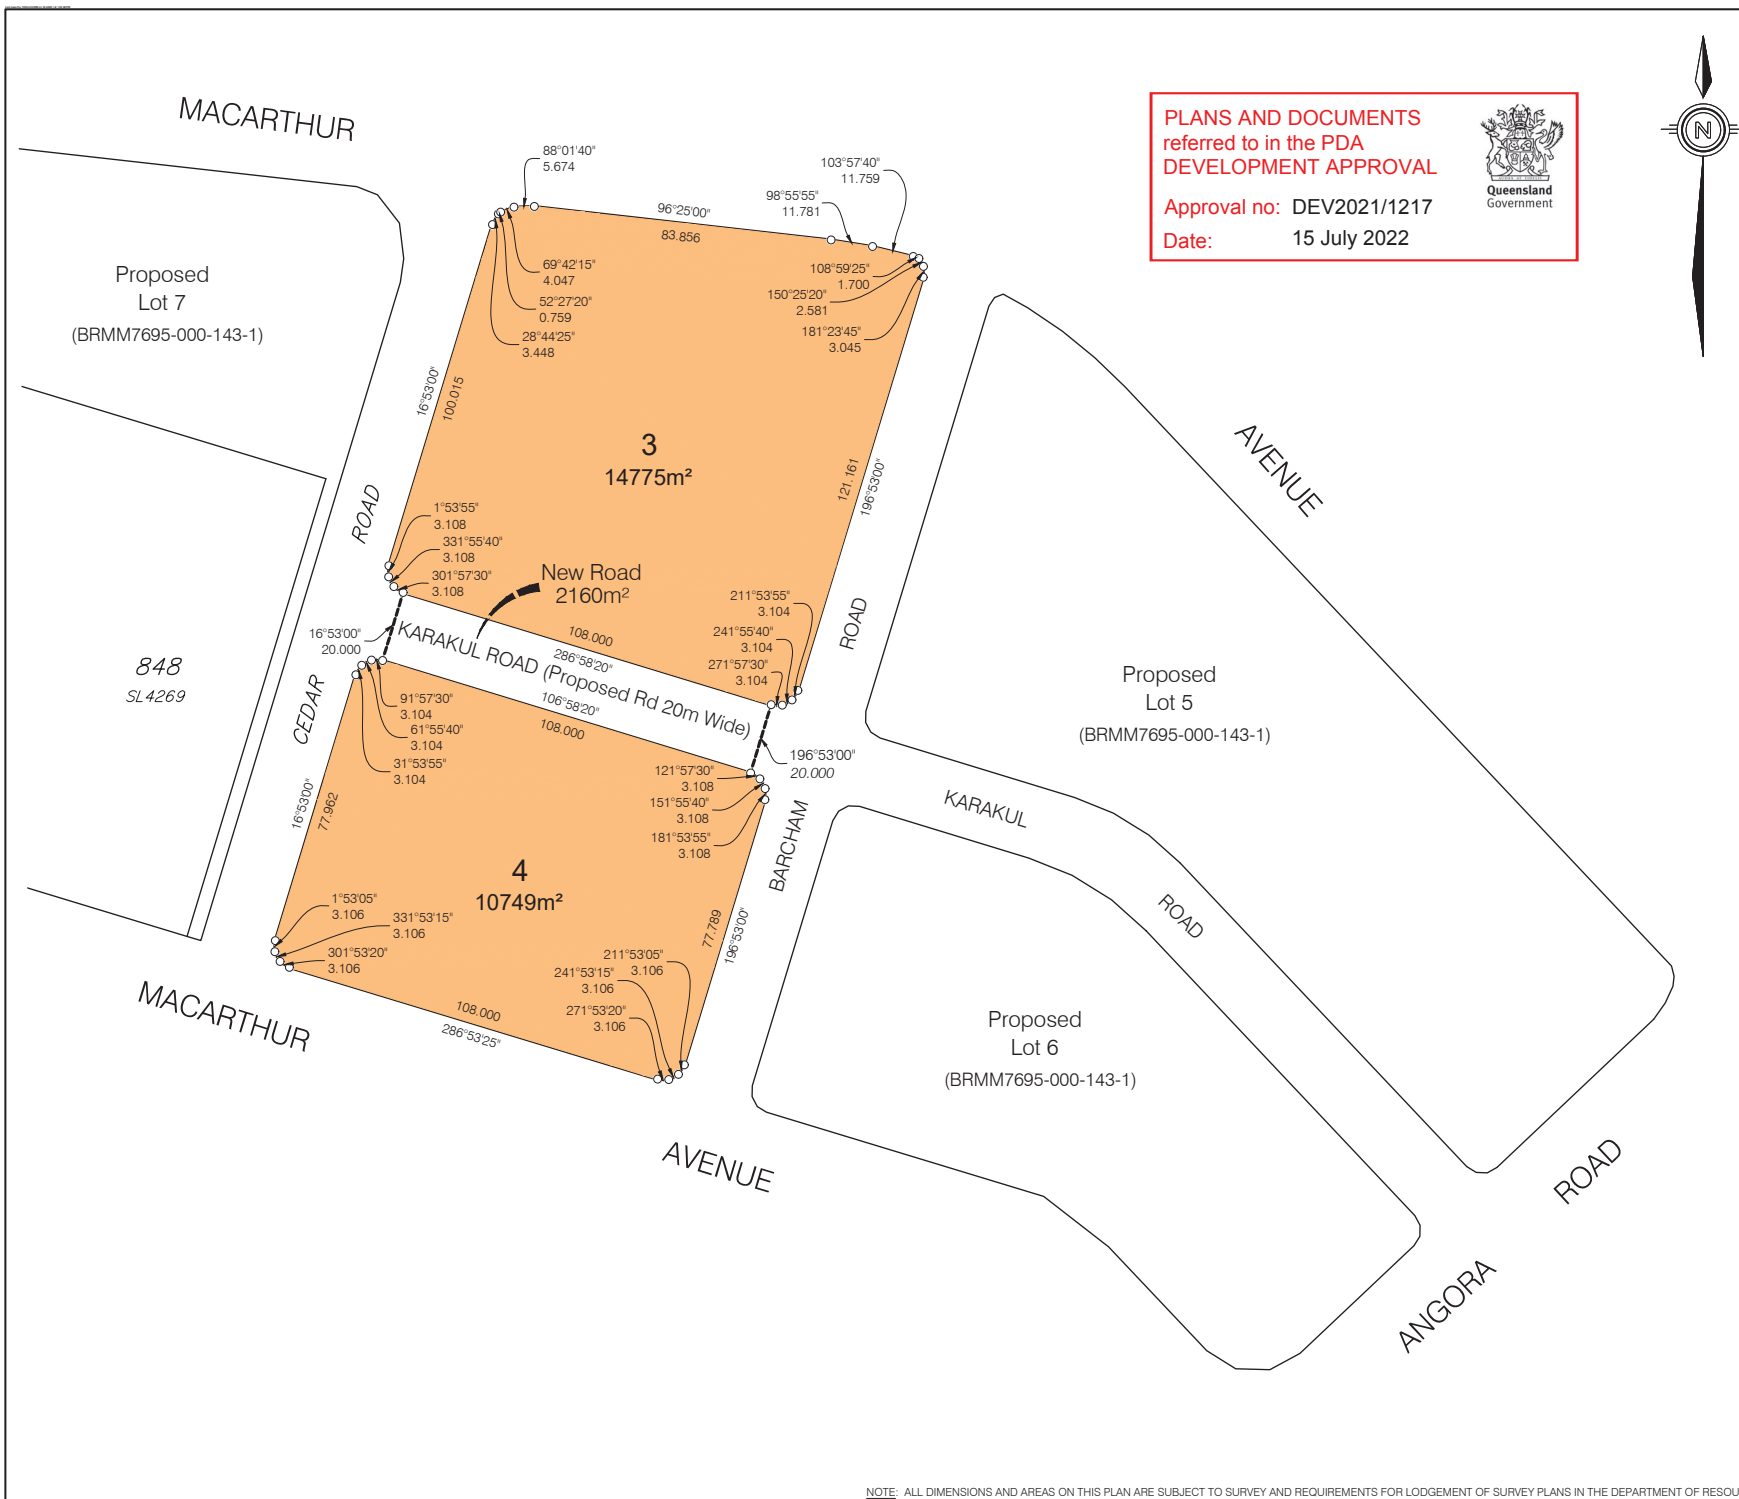 MACARTHUR
PLANS AND DOCUMENTS
referred to in the PDA
DEVELOPMENT APPROVAL
Approval no: DEV2021/1217
Date: 15 July 2022
Queensland
Government
N
88°01'40"
5.674
96°25'00"
83.856
98°55'55"
11.781
103°57'40"
11.759
69°42'15"
4.047
52°27'20"
0.759
28°44'25"
3.448
108°59'25"
1.700
150°25'20"
2.581
181°23'45"
3.045
Proposed
Lot 7
(BRMM7695-000-143-1)
16°53'00"
100.015
3
14775m²
121.161
196°53'00"
AVENUE
ROAD
1°53'55"
3.108
331°55'40"
3.108
301°57'30"
3.108
New Road
2160m²
211°53'55"
3.104
241°55'40"
3.104
271°57'30"
3.104
ROAD
16°53'00"
20.000
108.000
286°58'20"
KARAKUL ROAD (Proposed Rd 20m Wide)
106°58'20"
108.000
848
SL4269
CEDAR
91°57'30"
3.104
61°55'40"
3.104
31°53'55"
3.104
196°53'00"
20.000
121°57'30"
3.108
151°55'40"
3.108
181°53'55"
3.108
Proposed
Lot 5
(BRMM7695-000-143-1)
KARAKUL
ROAD
BARCHAM
16°53'00"
77.962
4
10749m²
77.789
196°53'00"
1°53'05"
3.106
331°53'15"
3.106
301°53'20"
3.106
211°53'05"
3.106
241°53'15"
3.106
271°53'20"
3.106
108.000
286°53'25"
MACARTHUR
AVENUE
Proposed
Lot 6
(BRMM7695-000-143-1)
ROAD
ANGORA
NOTE: ALL DIMENSIONS AND AREAS ON THIS PLAN ARE SUBJECT TO SURVEY AND REQUIREMENTS FOR LODGEMENT OF SURVEY PLANS IN THE DEPARTMENT OF RESOU